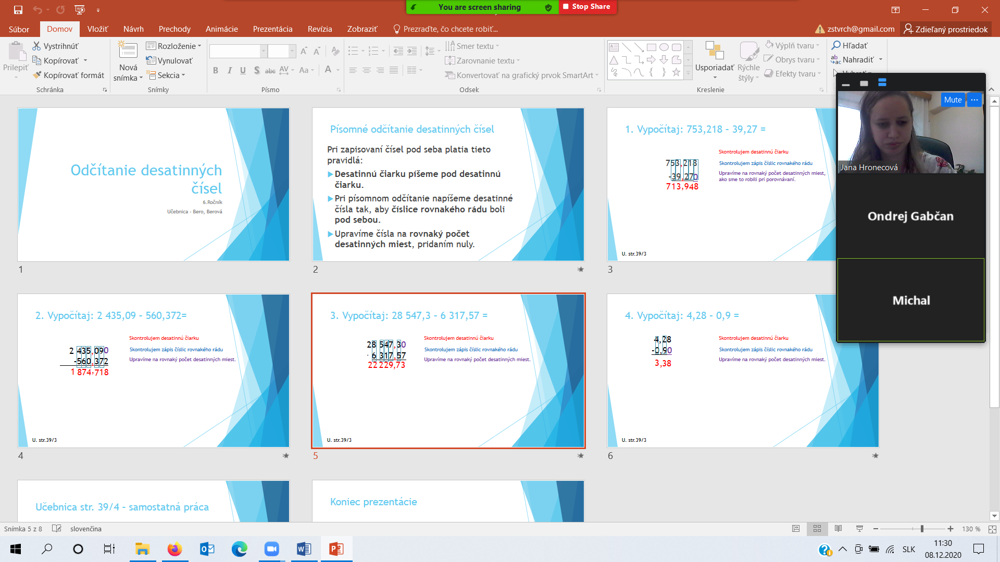 You are screen sharing
Stop Share
Súbor
Domov
Vložiť
Návrh
Prechody
Animácie
Prezentácia
Revízia
Zobraziť
Prezraďte, čo chcete robiť...
zstvrch@gmail.com
Zdieľaný prostriedok
Prilepiť
Vystrihnúť
Kopírovať
Kopírovať formát
Schránka
Nová
snímka
Rozloženie
Vynulovať
Sekcia
Snímky
B I U S abc AV Aa A
Písmo
Smer textu
Zarovnanie textu
Konvertovať na grafický prvok SmartArt
Odsek
Usporiadať
Rýchle
štýly
Výplň tvaru
Obrys tvaru
Efekty tvaru
Kreslenie
Hľadať
Nahradiť
Odčítanie desatinných
čísel
6.Ročník
Učebnica - Bero, Berová
1
Písomné odčítanie desatinných čísel
Pri zapisovaní čísel pod seba platia tieto
pravidlá:
Desatinnú čiarku píšeme pod desatinnú
čiarku.
Pri písomnom odčítanie napíšeme desatinné
čísla tak, aby číslice rovnakého rádu boli
pod sebou.
Upravíme čísla na rovnaký počet
desatinných miest, pridaním nuly.
2
1. Vypočítaj: 753,218 – 39,27 =
753,218
-39,270
713,948
Skontrolujem desatinnú čiarku
Skontrolujem zápis číslic rovnakého rádu
Upravíme na rovnaký počet desatinných miest,
ako sme to robili pri porovnávaní.
U. str.39/3
3
2. Vypočítaj: 2 435,09 – 560,372=
2 435,090
-560,372
1 874,718
Skontrolujem desatinnú čiarku
Skontrolujem zápis číslic rovnakého rádu
Upravíme na rovnaký počet desatinných miest.
U. str.39/3
4
3. Vypočítaj: 28 547,3 – 6 317,57 =
28 547,30
- 6 317,57
22 229,73
Skontrolujem desatinnú čiarku
Skontrolujem zápis číslic rovnakého rádu
Upravíme na rovnaký počet desatinných miest.
U. str.39/3
5
4. Vypočítaj: 4,28 – 0,9 =
4,28
-0,90
3,38
Skontrolujem desatinnú čiarku
Skontrolujem zápis číslic rovnakého rádu
Upravíme na rovnaký počet desatinných miest.
U. str.39/3
6
Učebnica str. 39/4 – samostatná práca
Koniec prezentácie
Mute
Jana Hronecová
Ondrej Gabčan
Michal
Snímka 5 z 8
slovenčina
130 %
SLK
11:30
08.12.2020